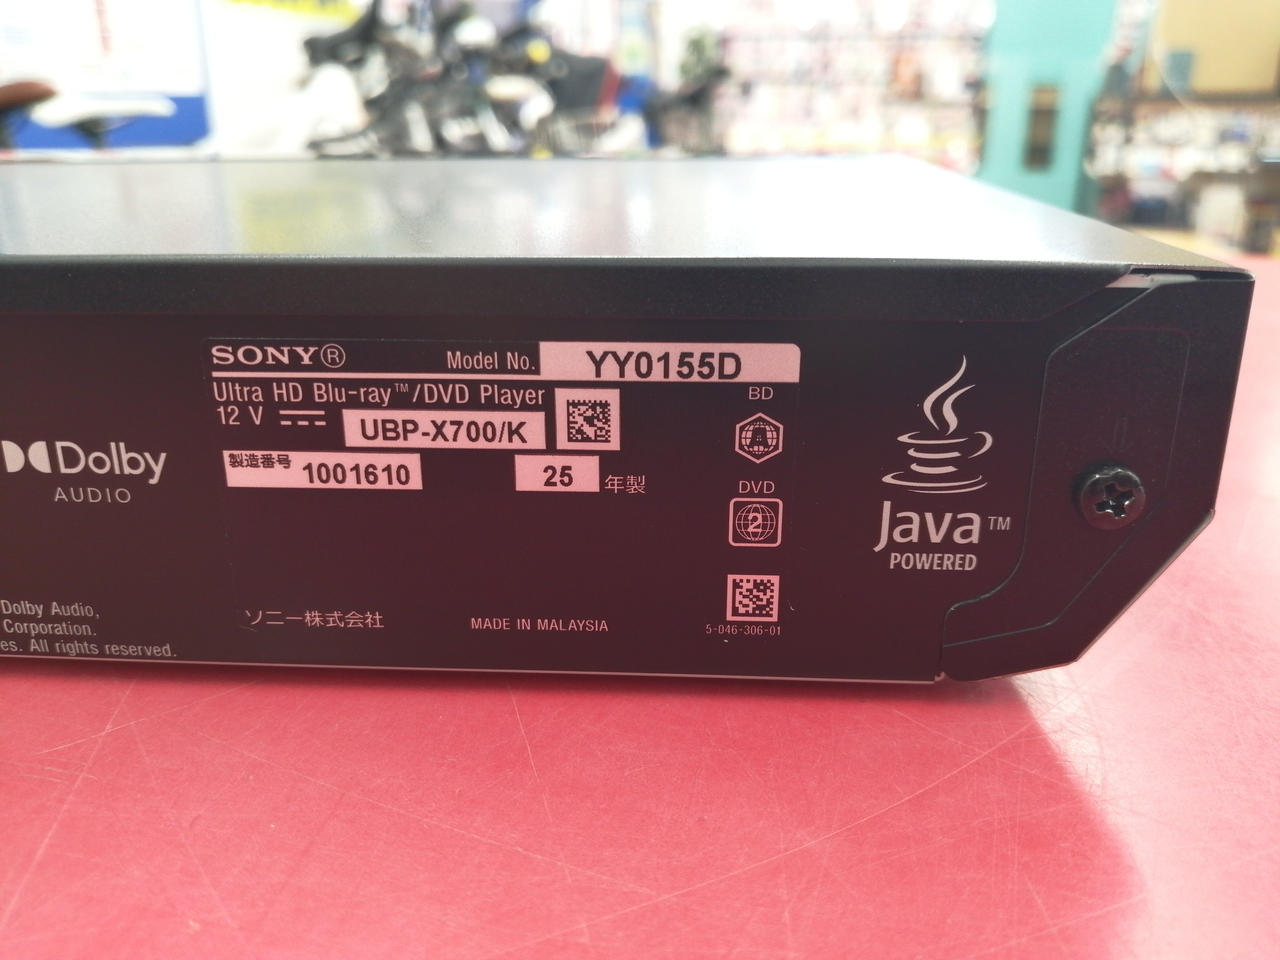 SONY® Model No. YY0155D
Ultra HD Blu-ray™/DVD Player
12 V UBP-X700/K
製造番号 1001610 25 年製
BD
A
DVD
2
5-046-306-01
ソニー株式会社 MADE IN MALAYSIA
Dolby
AUDIO
Dolby Audio,
Corporation.
es. All rights reserved.
Java™
POWERED